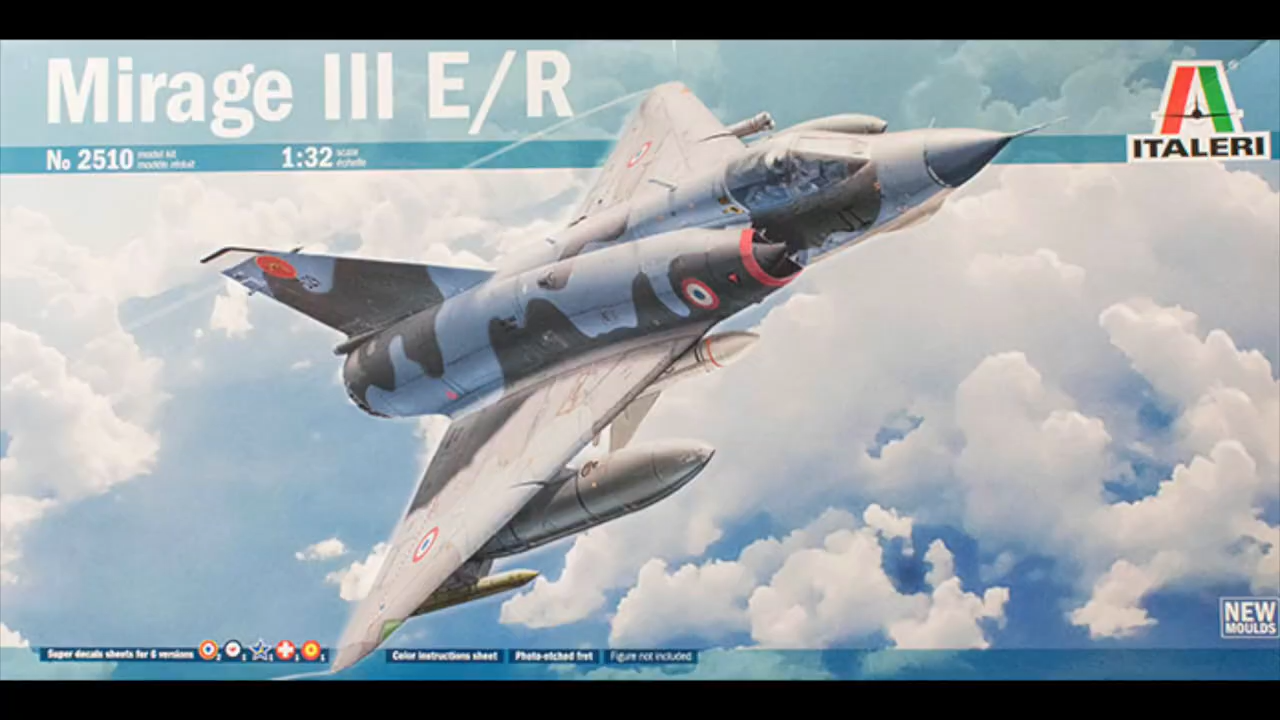 Mirage III E/R
No 2510 model kit modèle réduit
1:32 scale échelle
ITALERI
NEW MOULDS
Super decals sheets for 6 versions
Color instructions sheet
Photo-etched fret
Figure not included